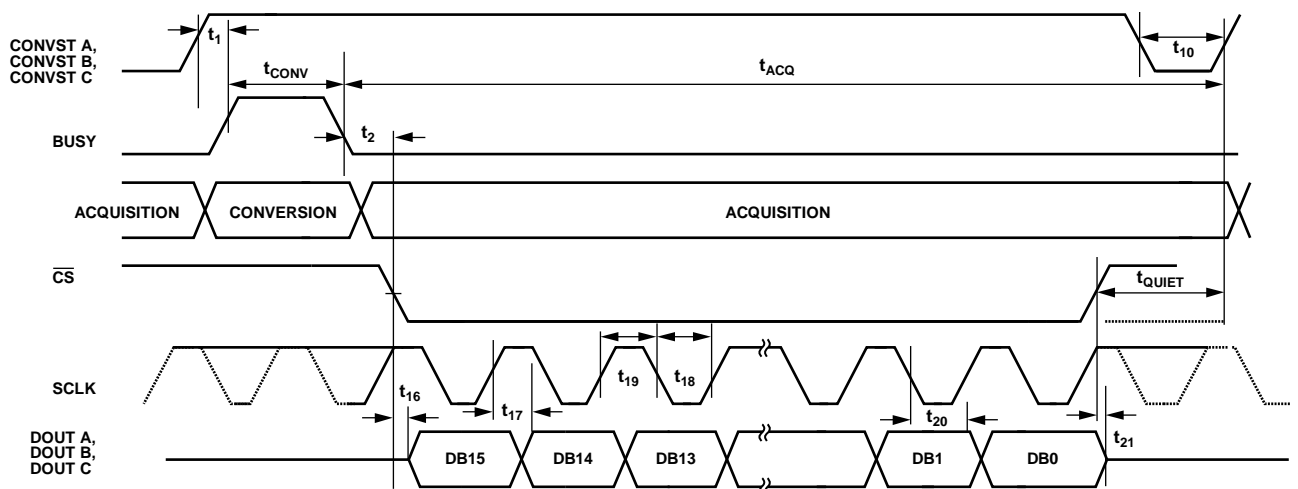 CONVST A,
CONVST B,
CONVST C
t1
tCONV
tACQ
t10
BUSY
t2
ACQUISITION
CONVERSION
ACQUISITION
CS
tQUIET
SCLK
t16
t17
t19
t18
t20
t21
DOUT A,
DOUT B,
DOUT C
DB15
DB14
DB13
DB1
DB0